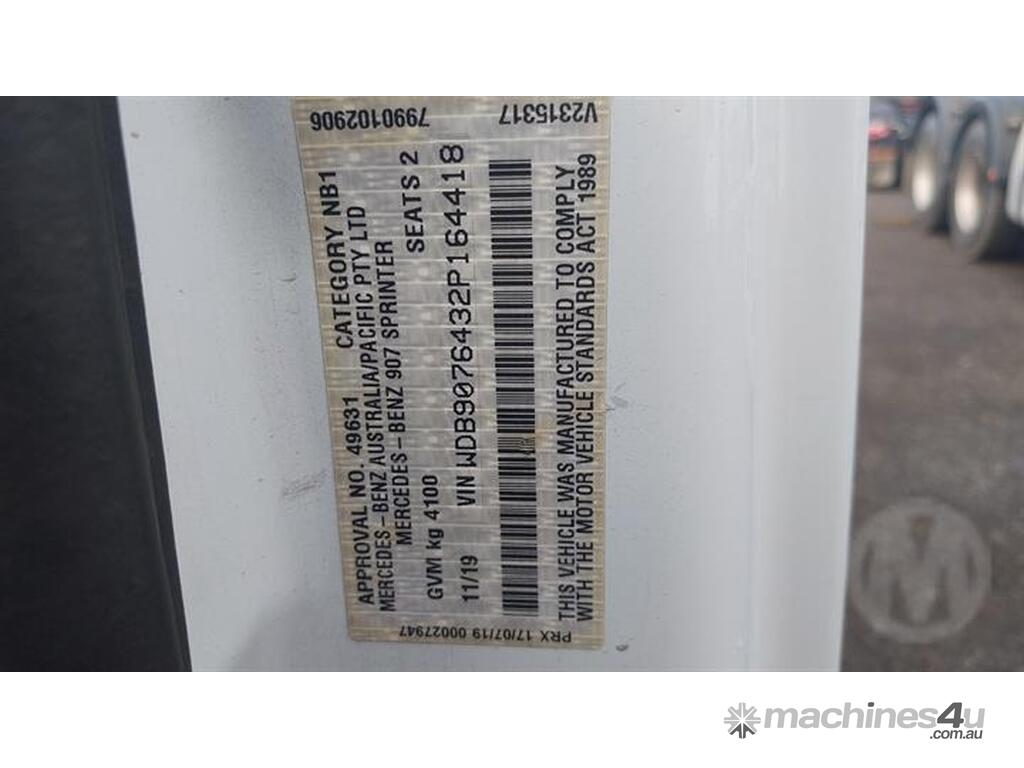 APPROVAL NO. 49631 CATEGORY NB1
MERCEDES-BENZ AUSTRALIA/PACIFIC PTY LTD
MERCEDES-BENZ 907 SPRINTER
GVM kg 4100 SEATS 2
11/19 VIN WDB9076432P164418
THIS VEHICLE WAS MANUFACTURED TO COMPLY
WITH THE MOTOR VEHICLE STANDARDS ACT 1989
7990102906
V2315317
PRX 17/07/19 00027947
M
machines4u
.com.au